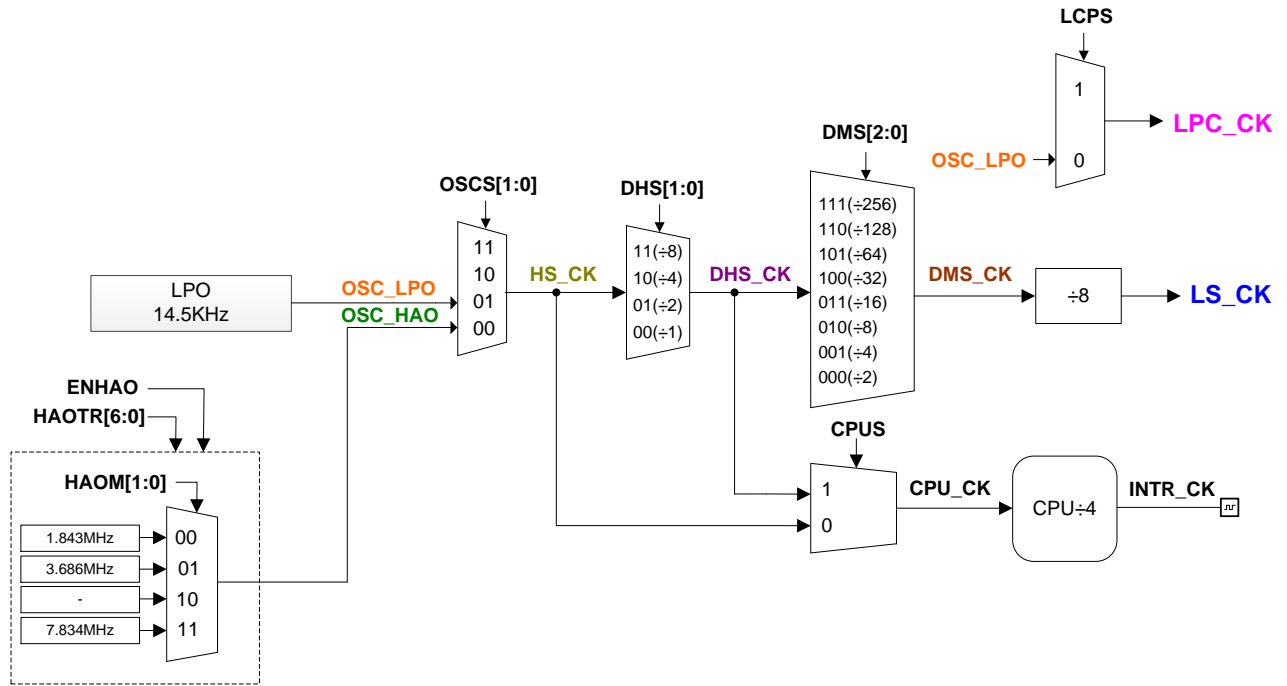 LCPS
1
LPC_CK
OSC_LPO
0
DMS[2:0]
111(÷256)
110(÷128)
101(÷64)
100(÷32)
011(÷16)
010(÷8)
001(÷4)
000(÷2)
OSCS[1:0]
11
10
01
00
DHS[1:0]
11(÷8)
10(÷4)
01(÷2)
00(÷1)
LPO
14.5KHz
OSC_LPO
OSC_HAO
HS_CK
DHS_CK
DMS_CK
÷8
LS_CK
ENHAO
HAOTR[6:0]
HAOM[1:0]
1.843MHz
00
3.686MHz
01
-
10
7.834MHz
11
CPUS
1
0
CPU_CK
CPU÷4
INTR_CK